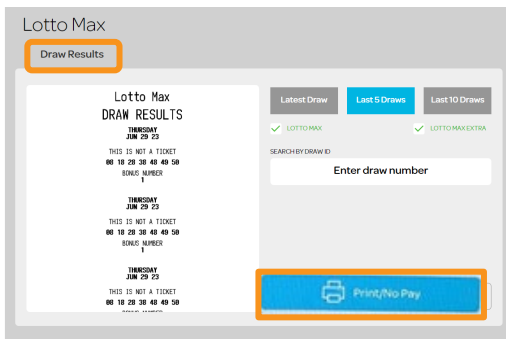 Lotto Max
Draw Results
Lotto Max
DRAW RESULTS
THURSDAY
JUN 29 23
THIS IS NOT A TICKET
08 18 28 38 48 49 50
BONUS NUMBER
1
THURSDAY
JUN 29 23
THIS IS NOT A TICKET
08 18 28 38 48 49 50
BONUS NUMBER
1
THURSDAY
JUN 29 23
THIS IS NOT A TICKET
08 18 28 38 48 49 50
BONUS NUMBER
Latest Draw
Last 5 Draws
Last 10 Draws
LOTTO MAX
LOTTO MAX EXTRA
SEARCH BY DRAW ID
Enter draw number
Print/No Pay